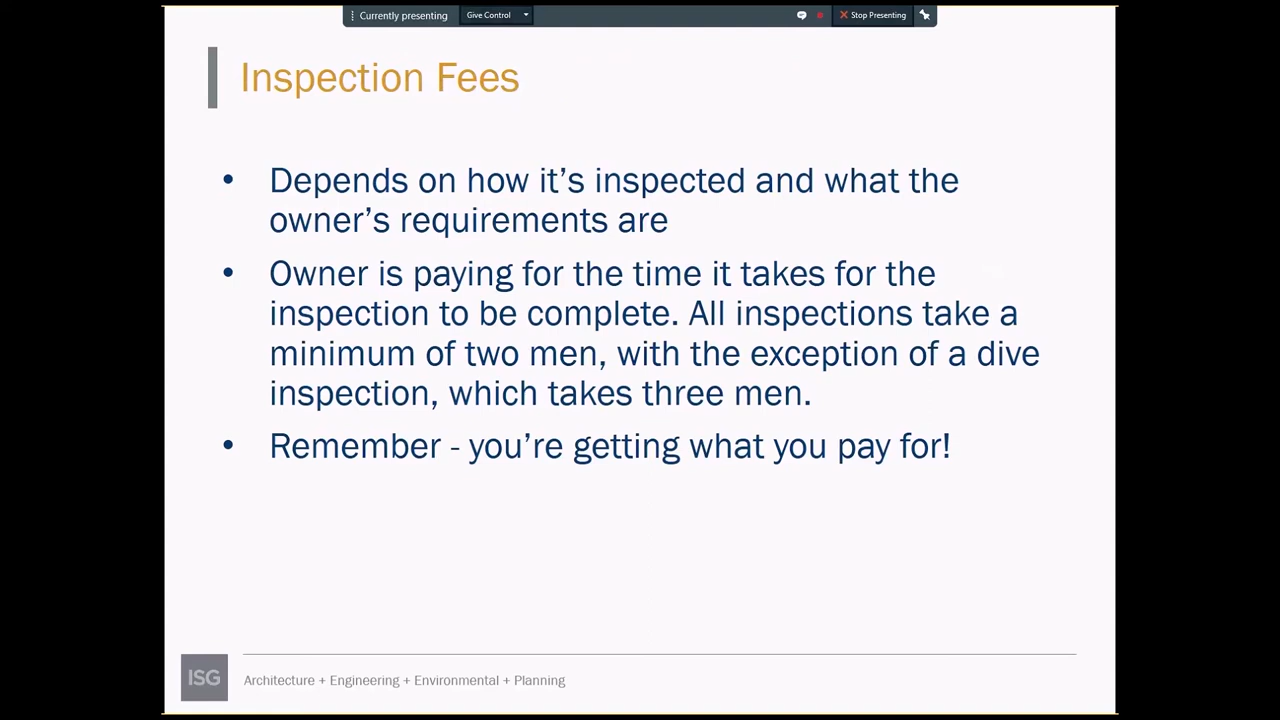 Currently presenting
Give Control
Stop Presenting
Inspection Fees
• Depends on how it’s inspected and what the
owner’s requirements are
• Owner is paying for the time it takes for the
inspection to be complete. All inspections take a
minimum of two men, with the exception of a dive
inspection, which takes three men.
• Remember - you’re getting what you pay for!
ISG
Architecture + Engineering + Environmental + Planning